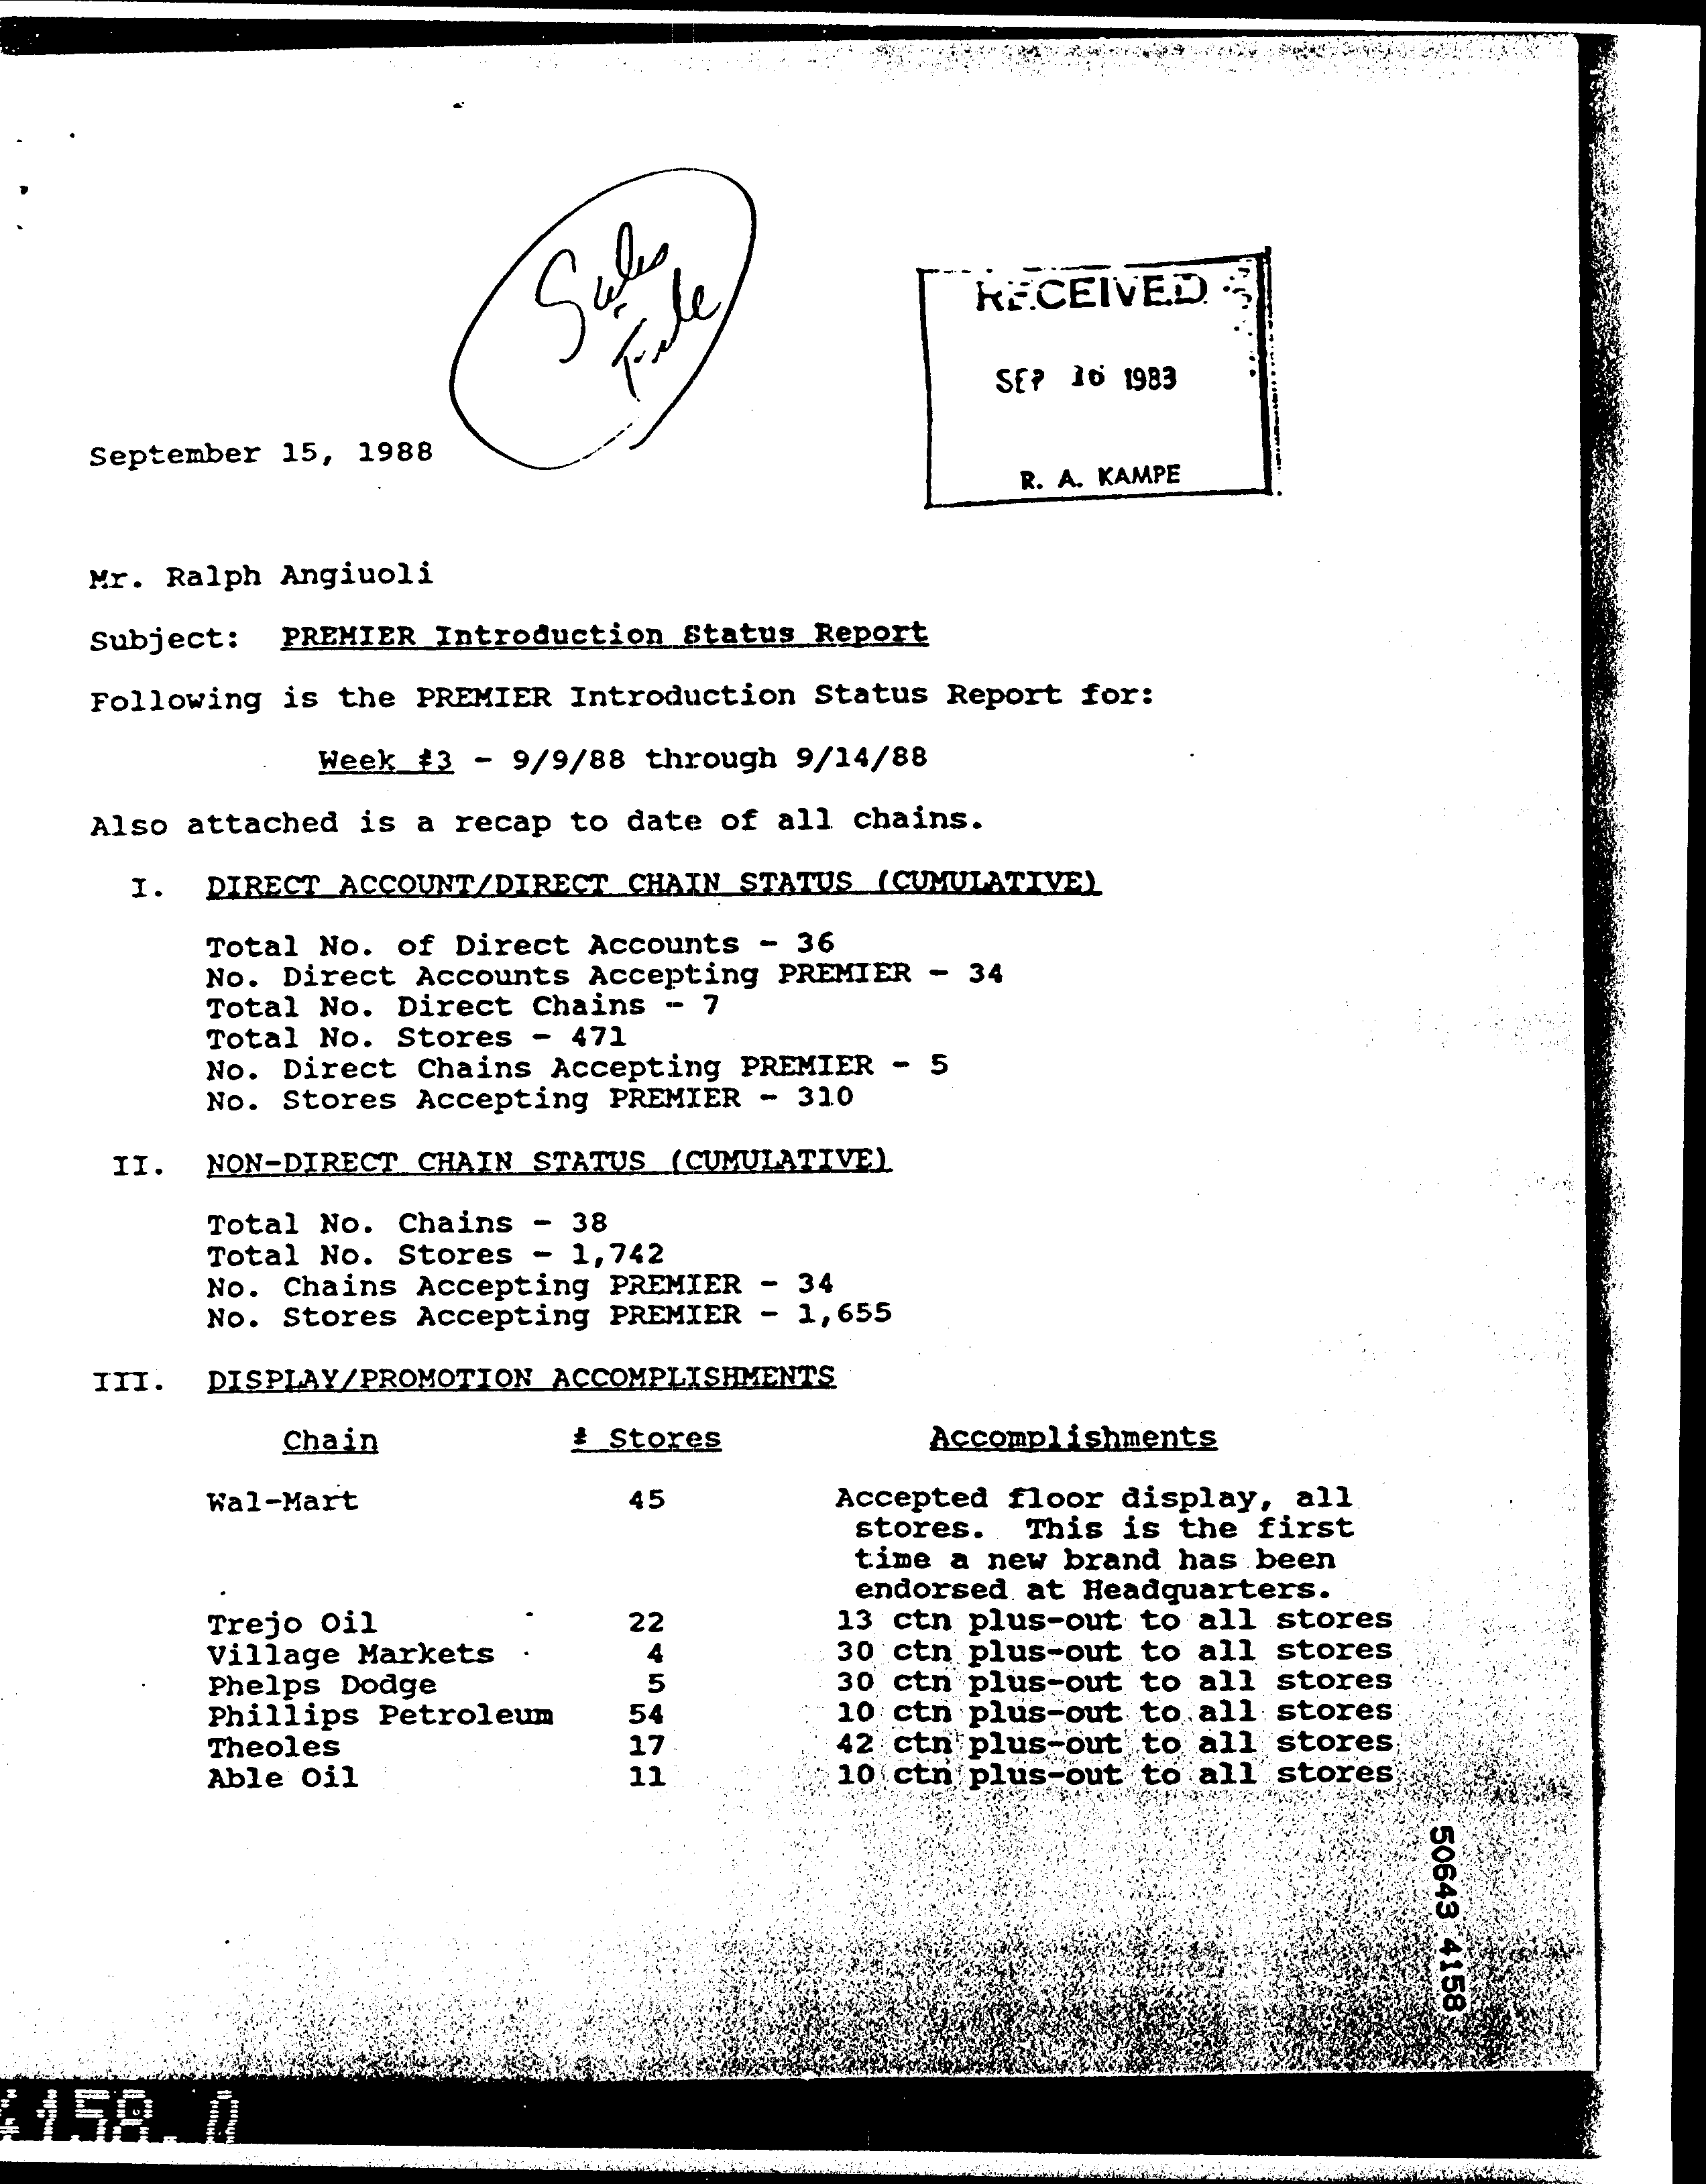 Sales
File
RECEIVED
SEP 16 1983
R. A. KAMPE
September 15, 1988
Mr. Ralph Angiuoli
Subject: PREMIER Introduction Status Report
Following is the PREMIER Introduction Status Report for:
Week #3 - 9/9/88 through 9/14/88
Also attached is a recap to date of all chains.
I. DIRECT ACCOUNT/DIRECT CHAIN STATUS (CUMULATIVE)
Total No. of Direct Accounts - 36
No. Direct Accounts Accepting PREMIER - 34
Total No. Direct Chains - 7
Total No. Stores - 471
No. Direct Chains Accepting PREMIER - 5
No. Stores Accepting PREMIER - 310
II. NON-DIRECT CHAIN STATUS (CUMULATIVE)
Total No. Chains - 38
Total No. Stores - 1,742
No. Chains Accepting PREMIER - 34
No. Stores Accepting PREMIER - 1,655
III. DISPLAY/PROMOTION ACCOMPLISHMENTS
Chain # Stores Accomplishments
Wal-Mart 45 Accepted floor display, all
stores. This is the first
time a new brand has been
endorsed at Headquarters.
Trejo Oil 22 13 ctn plus-out to all stores
Village Markets 4 30 ctn plus-out to all stores
Phelps Dodge 5 30 ctn plus-out to all stores
Phillips Petroleum 54 10 ctn plus-out to all stores
Theoles 17 42 ctn plus-out to all stores
Able Oil 11 10 ctn plus-out to all stores
50643 4158